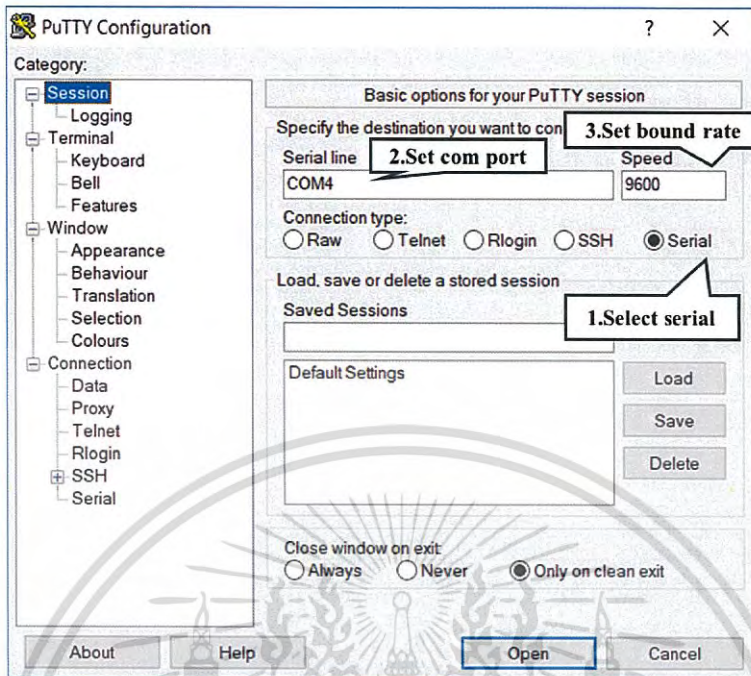 PuTTY Configuration ? ×
Category:
Session
Logging
Terminal
Keyboard
Bell
Features
Window
Appearance
Behaviour
Translation
Selection
Colours
Connection
Data
Proxy
Telnet
Rlogin
SSH
Serial
Basic options for your PuTTY session
Specify the destination you want to con
3.Set bound rate
Serial line
2.Set com port
Speed
COM4
9600
Connection type:
Raw Telnet Rlogin SSH Serial
Load, save or delete a stored session
1.Select serial
Saved Sessions
Default Settings
Load
Save
Delete
Close window on exit:
Always Never Only on clean exit
About Help Open Cancel